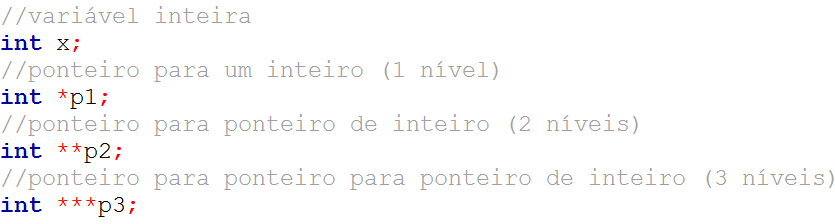 //variável inteira
int x;
//ponteiro para um inteiro (1 nível)
int *p1;
//ponteiro para ponteiro de inteiro (2 níveis)
int **p2;
//ponteiro para ponteiro para ponteiro de inteiro (3 níveis)
int ***p3;